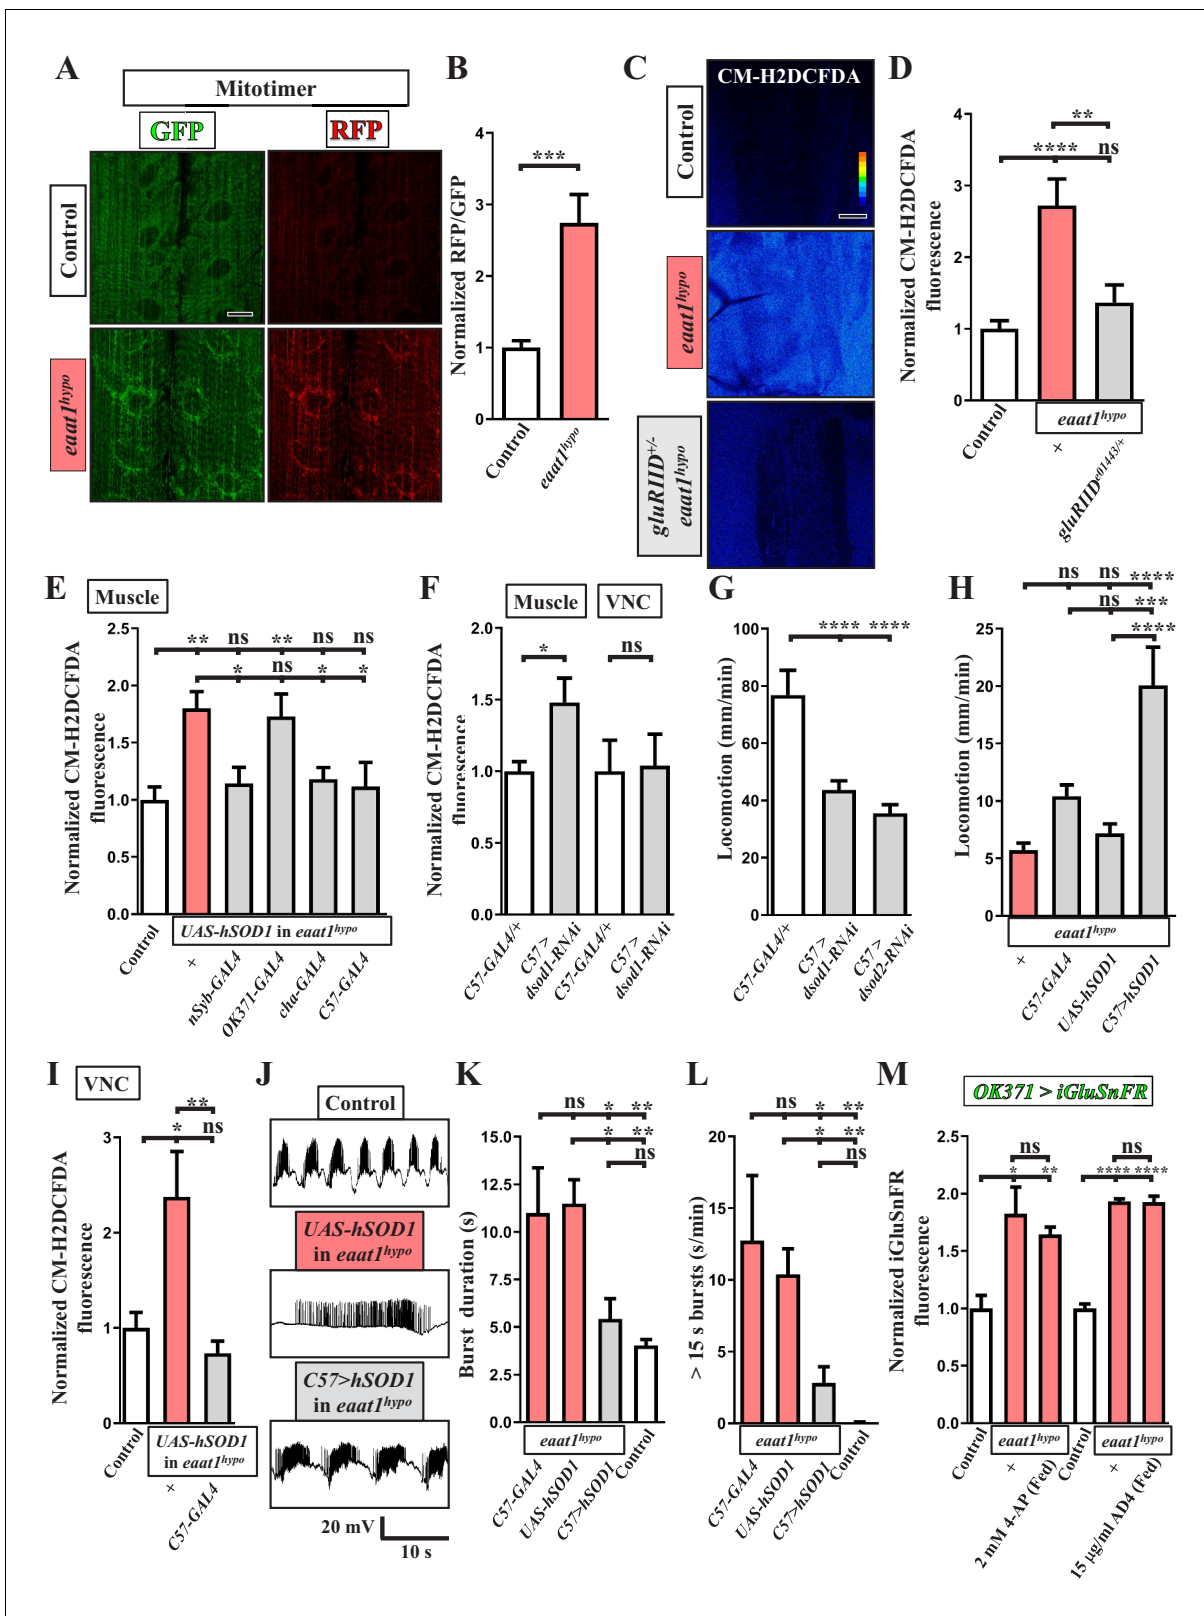 A
Mitotimer
GFP
RFP
Control
eaat1hypo
B
Normalized RFP/GFP
4
3
2
1
0
***
Control
eaat1hypo
C
CM-H2DCFDA
Control
eaat1hypo
gluRIID+/-
eaat1hypo
D
Normalized CM-H2DCFDA
fluorescence
4
3
2
1
0
**
**** ns
Control
eaat1hypo
+
gluRIIDe01443/+
E
Muscle
Normalized CM-H2DCFDA
fluorescence
2.5
2.0
1.5
1.0
0.5
0.0
** ns ** ns ns
* ns * *
Control
UAS-hSOD1 in eaat1hypo
+
nSyb-GAL4
OK371-GAL4
cha-GAL4
C57-GAL4
F
Muscle
VNC
Normalized CM-H2DCFDA
fluorescence
2.0
1.5
1.0
0.5
0.0
* ns
C57-GAL4/+
C57>
dsod1-RNAi
C57-GAL4/+
C57>
dsod1-RNAi
G
Locomotion (mm/min)
100
80
60
40
20
0
**** ****
C57-GAL4/+
C57>
dsod1-RNAi
C57>
dsod2-RNAi
H
Locomotion (mm/min)
25
20
15
10
5
0
ns ns ****
ns ***
****
eaat1hypo
+
C57-GAL4
UAS-hSOD1
C57>hSOD1
I
VNC
Normalized CM-H2DCFDA
fluorescence
3
2
1
0
**
* ns
Control
UAS-hSOD1
in eaat1hypo
+
C57-GAL4
J
Control
UAS-hSOD1
in eaat1hypo
C57>hSOD1
in eaat1hypo
20 mV
10 s
K
Burst duration (s)
15.0
12.5
10.0
7.5
5.0
2.5
0.0
ns * **
* **
ns
eaat1hypo
C57-GAL4
UAS-hSOD1
C57>hSOD1
Control
L
> 15 s bursts (s/min)
20
15
10
5
0
ns * **
* **
ns
eaat1hypo
C57-GAL4
UAS-hSOD1
C57>hSOD1
Control
M
OK371 > iGluSnFR
Normalized iGluSnFR
fluorescence
2.5
2.0
1.5
1.0
0.5
0.0
ns ns
* ** **** ****
Control
eaat1hypo
+
2 mM 4-AP (Fed)
Control
eaat1hypo
+
15 μg/ml AD4 (Fed)